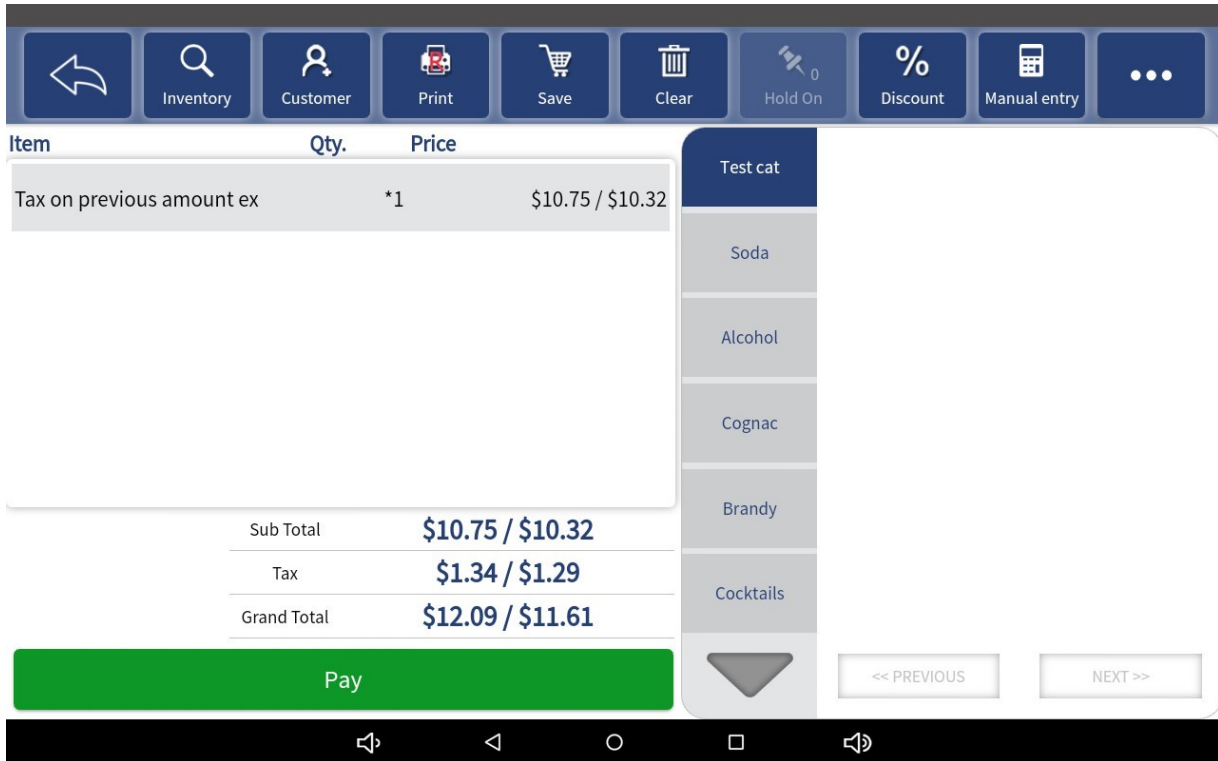 Inventory
Customer
Print
Save
Clear
0
Hold On
%
Discount
Manual entry
Item Qty. Price
Tax on previous amount ex *1 $10.75 / $10.32
Sub Total $10.75 / $10.32
Tax $1.34 / $1.29
Grand Total $12.09 / $11.61
Pay
Test cat
Soda
Alcohol
Cognac
Brandy
Cocktails
<< PREVIOUS
NEXT >>